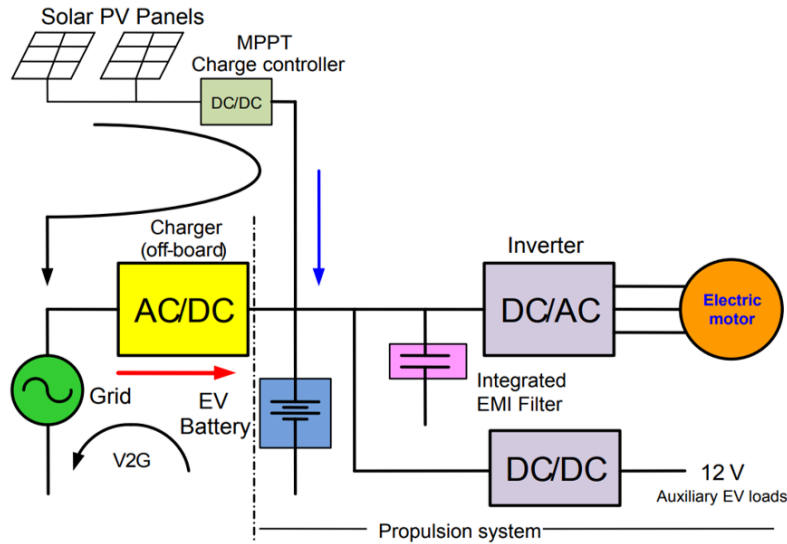 Solar PV Panels
MPPT
Charge controller
DC/DC
Charger
(off-board)
AC/DC
Inverter
DC/AC
Electric
motor
Grid
EV
Battery
Integrated
EMI Filter
V2G
DC/DC
12 V
Auxiliary EV loads
Propulsion system